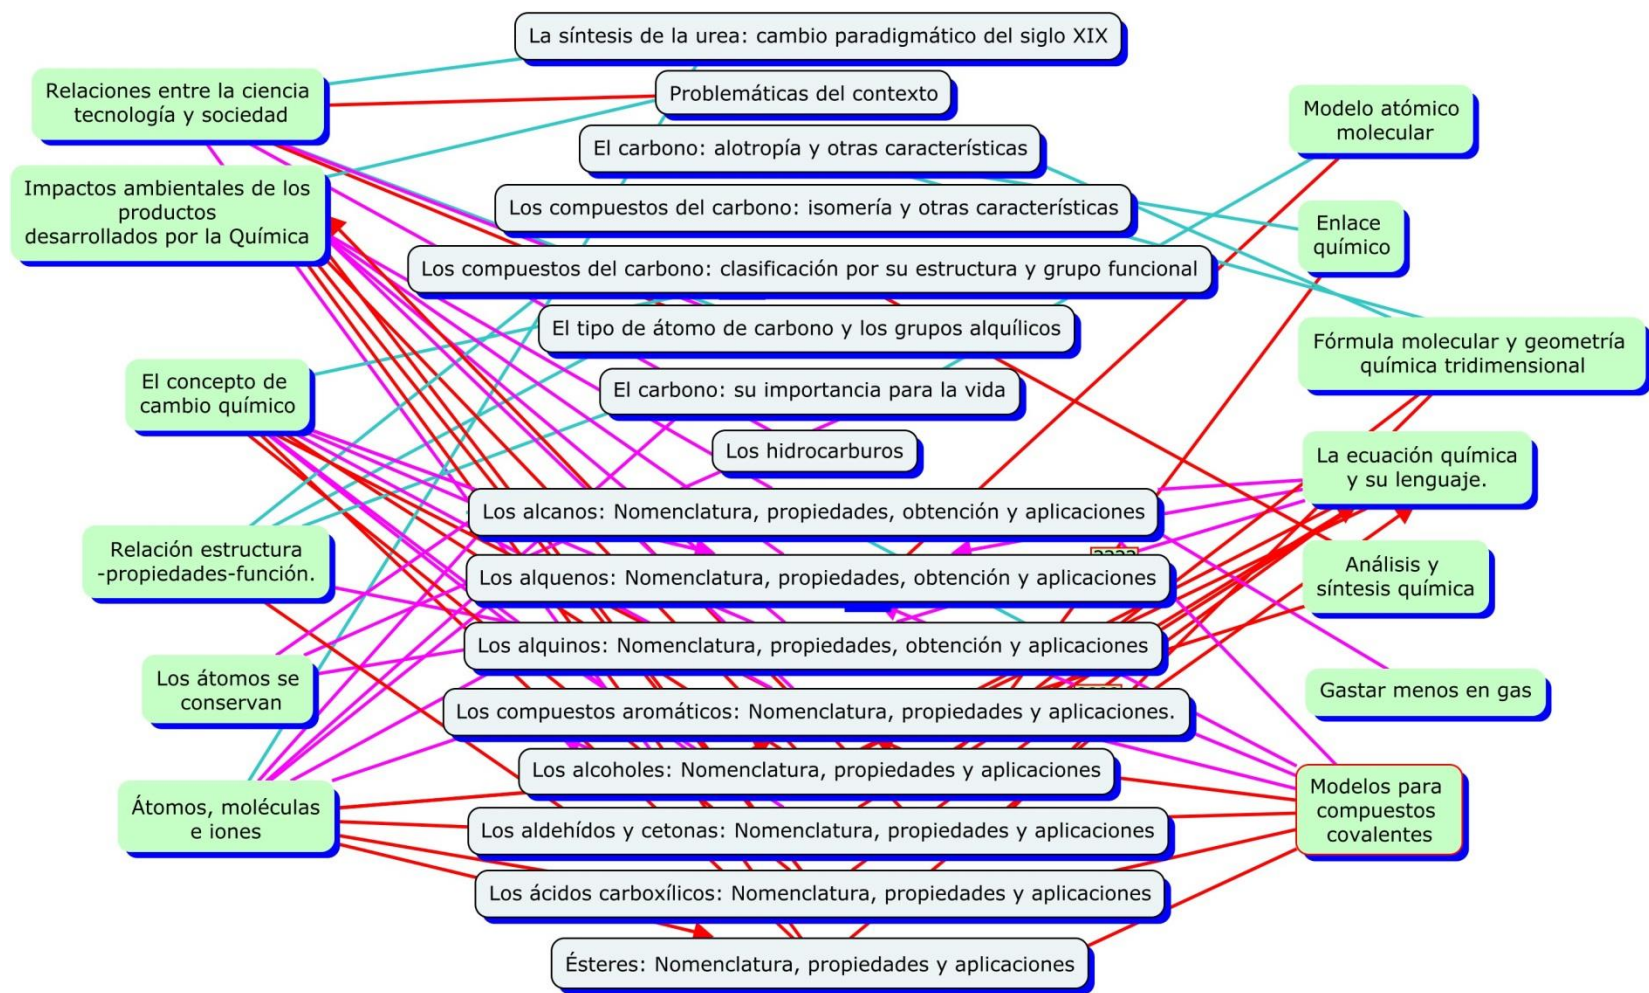 La síntesis de la urea: cambio paradigmático del siglo XIX
Relaciones entre la ciencia
tecnología y sociedad
Problemáticas del contexto
Modelo atómico
molecular
El carbono: alotropía y otras características
Impactos ambientales de los
productos
desarrollados por la Química
Los compuestos del carbono: isomería y otras características
Enlace
químico
Los compuestos del carbono: clasificación por su estructura y grupo funcional
El tipo de átomo de carbono y los grupos alquílicos
Fórmula molecular y geometría
química tridimensional
El concepto de
cambio químico
El carbono: su importancia para la vida
Los hidrocarburos
La ecuación química
y su lenguaje.
Los alcanos: Nomenclatura, propiedades, obtención y aplicaciones
Relación estructura
-propiedades-función.
????
Los alquenos: Nomenclatura, propiedades, obtención y aplicaciones
Análisis y
síntesis química
Los alquinos: Nomenclatura, propiedades, obtención y aplicaciones
Los átomos se
conservan
Gastar menos en gas
Los compuestos aromáticos: Nomenclatura, propiedades y aplicaciones.
Los alcoholes: Nomenclatura, propiedades y aplicaciones
Átomos, moléculas
e iones
Modelos para
compuestos
covalentes
Los aldehídos y cetonas: Nomenclatura, propiedades y aplicaciones
Los ácidos carboxílicos: Nomenclatura, propiedades y aplicaciones
Ésteres: Nomenclatura, propiedades y aplicaciones